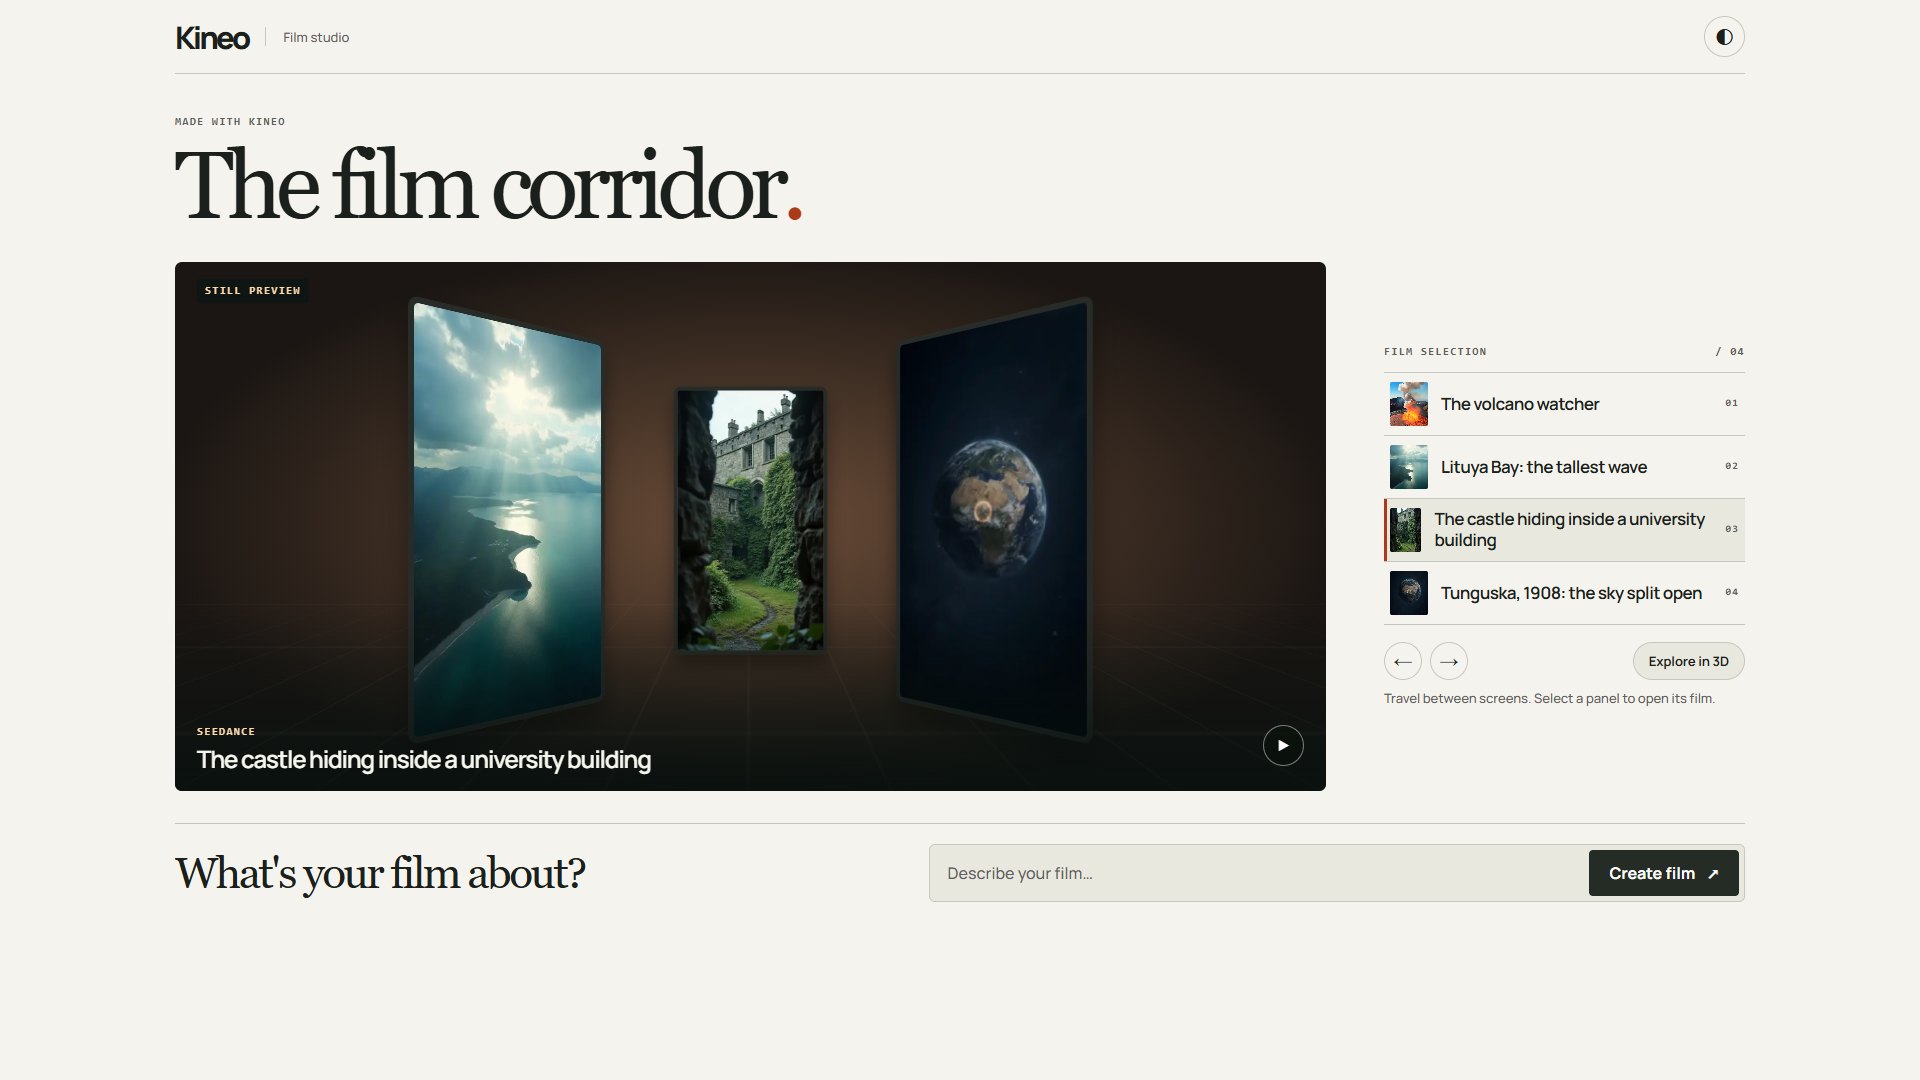 Kineo
Film studio
MADE WITH KINEO
The film corridor.
STILL PREVIEW
SEEDANCE
The castle hiding inside a university building
FILM SELECTION
/ 04
The volcano watcher
01
Lituya Bay: the tallest wave
02
The castle hiding inside a university
building
03
Tunguska, 1908: the sky split open
04
← →
Explore in 3D
Travel between screens. Select a panel to open its film.
What's your film about?
Describe your film…
Create film ↗